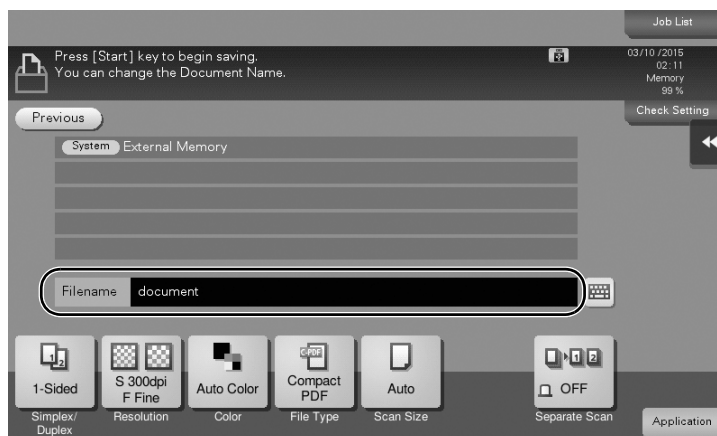 Job List
Press [Start] key to begin saving.
You can change the Document Name.
03/10 /2015
02:11
Memory
99 %
Previous
Check Setting
System External Memory
Filename document
1-Sided
S 300dpi
F Fine
Auto Color
C-PDF
Compact
PDF
Auto
1 2
OFF
Simplex/
Duplex
Resolution
Color
File Type
Scan Size
Separate Scan
Application